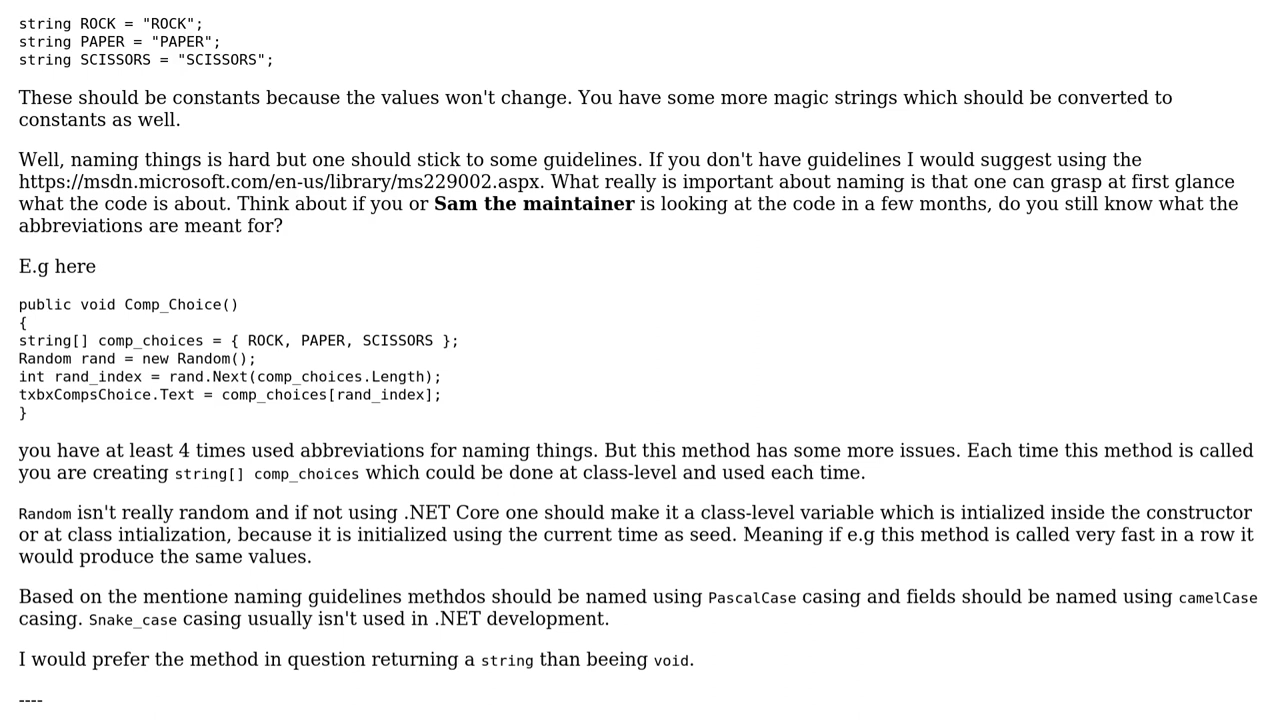 string ROCK = "ROCK";
string PAPER = "PAPER";
string SCISSORS = "SCISSORS";
These should be constants because the values won't change. You have some more magic strings which should be converted to
constants as well.
Well, naming things is hard but one should stick to some guidelines. If you don't have guidelines I would suggest using the
https://msdn.microsoft.com/en-us/library/ms229002.aspx. What really is important about naming is that one can grasp at first glance
what the code is about. Think about if you or Sam the maintainer is looking at the code in a few months, do you still know what the
abbreviations are meant for?
E.g here
public void Comp_Choice()
{
string[] comp_choices = { ROCK, PAPER, SCISSORS };
Random rand = new Random();
int rand_index = rand.Next(comp_choices.Length);
txbxCompsChoice.Text = comp_choices[rand_index];
}
you have at least 4 times used abbreviations for naming things. But this method has some more issues. Each time this method is called
you are creating string[] comp_choices which could be done at class-level and used each time.
Random isn't really random and if not using .NET Core one should make it a class-level variable which is intialized inside the constructor
or at class intialization, because it is initialized using the current time as seed. Meaning if e.g this method is called very fast in a row it
would produce the same values.
Based on the mentione naming guidelines methdos should be named using PascalCase casing and fields should be named using camelCase
casing. Snake_case casing usually isn't used in .NET development.
I would prefer the method in question returning a string than beeing void.
----